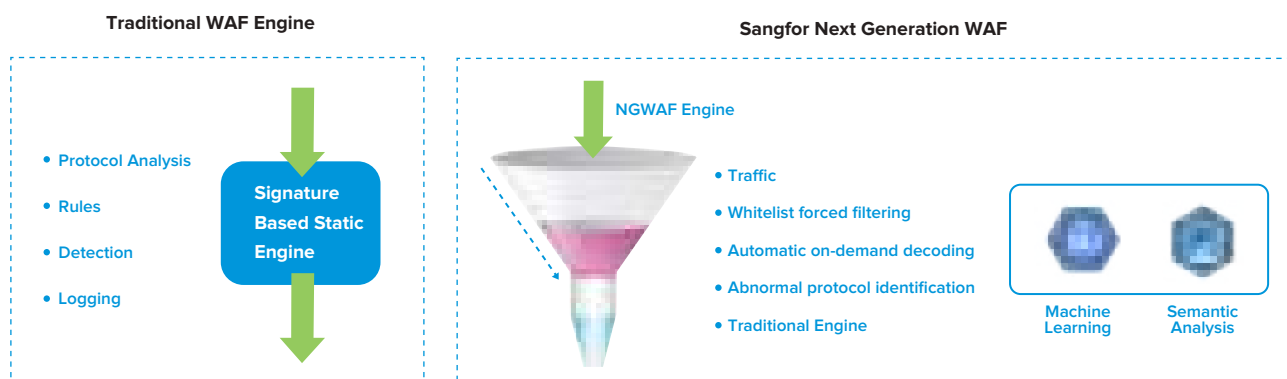 Traditional WAF Engine
• Protocol Analysis
• Rules
• Detection
• Logging
Signature
Based Static
Engine
Sangfor Next Generation WAF
NGWAF Engine
• Traffic
• Whitelist forced filtering
• Automatic on-demand decoding
• Abnormal protocol identification
• Traditional Engine
Machine
Learning
Semantic
Analysis